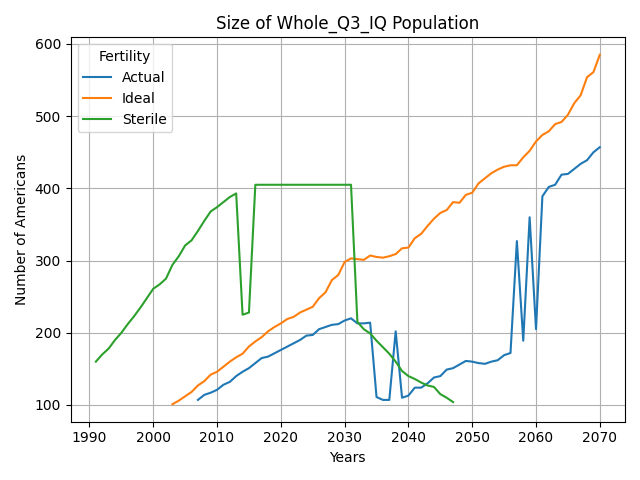 Size of Whole_Q3_IQ Population
Fertility
Actual
Ideal
Sterile
Number of Americans
600
500
400
300
200
100
1990
2000
2010
2020
2030
2040
2050
2060
2070
Years